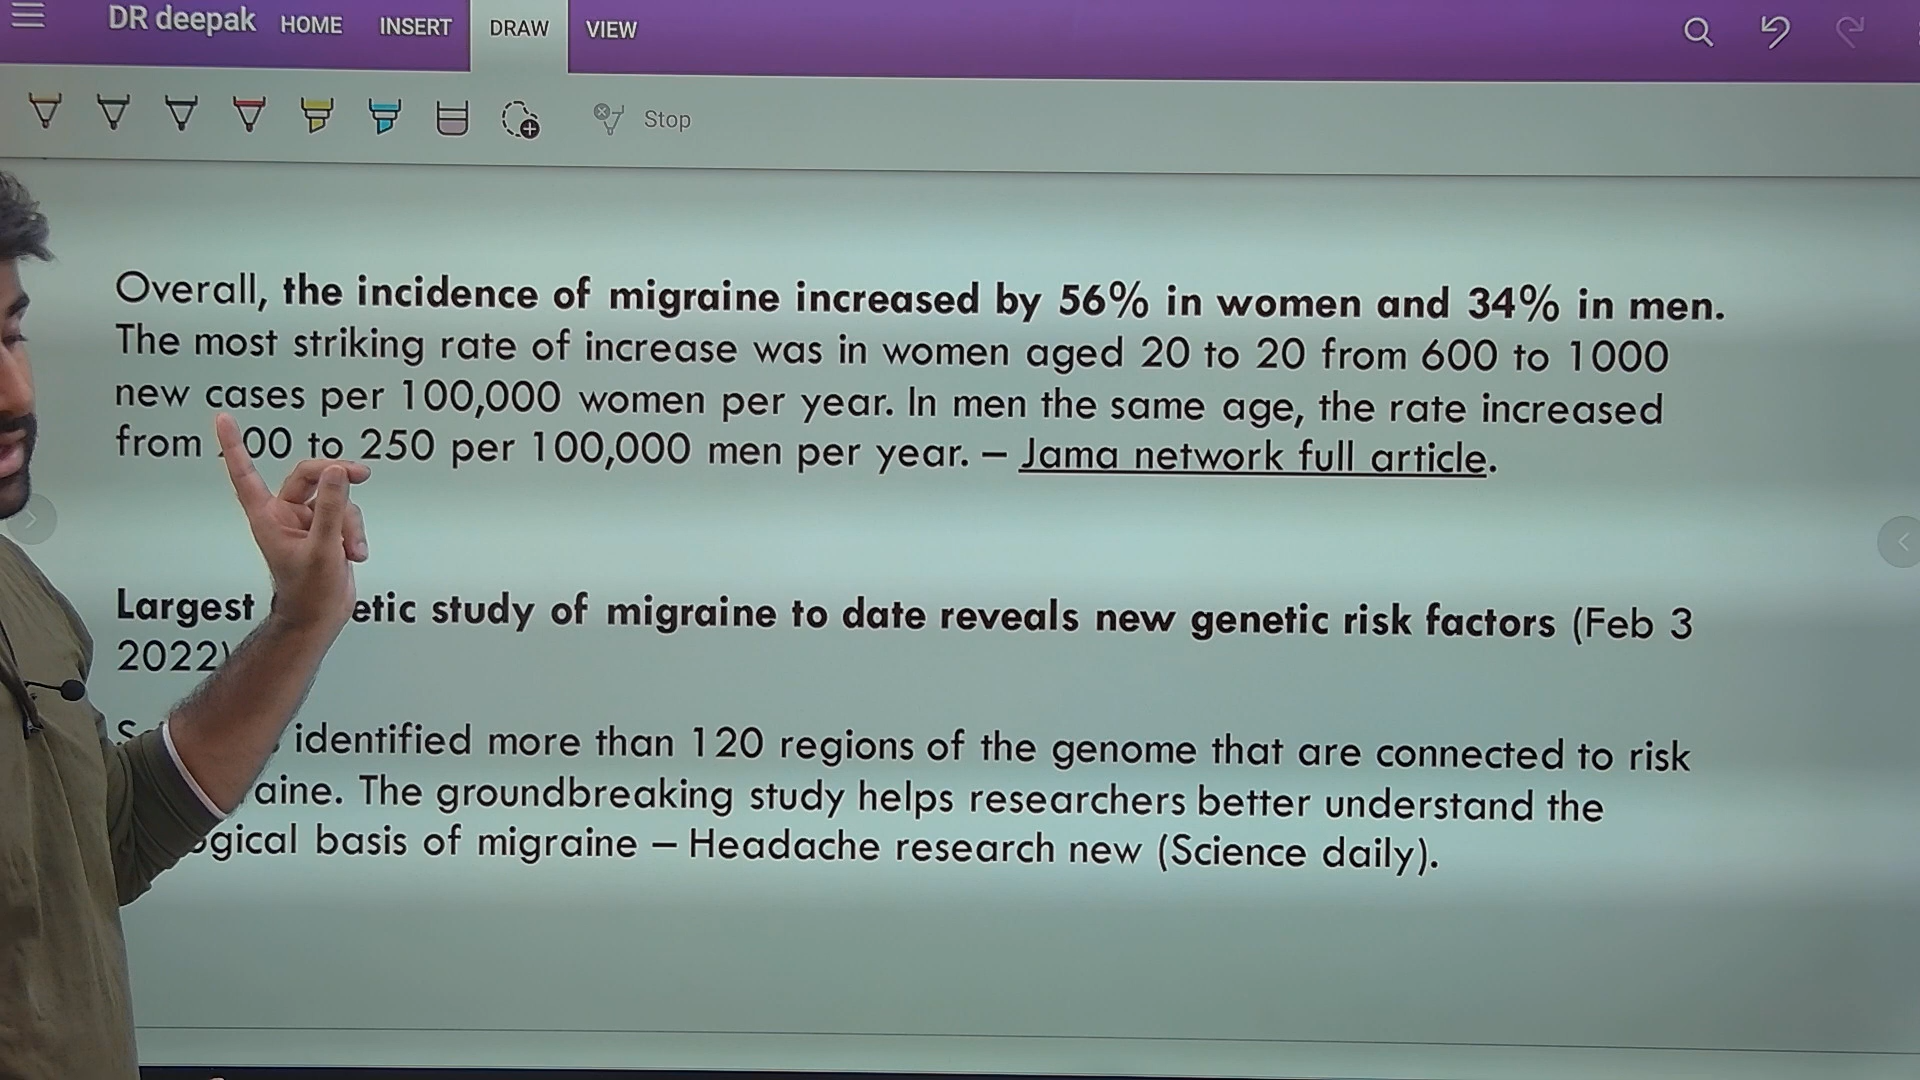 DR deepak HOME INSERT DRAW VIEW
Stop
Overall, the incidence of migraine increased by 56% in women and 34% in men.
The most striking rate of increase was in women aged 20 to 20 from 600 to 1000
new cases per 100,000 women per year. In men the same age, the rate increased
from to 250 per 100,000 men per year. – Jama network full article.
Largest study of migraine to date reveals new genetic risk factors (Feb 3
2022)
identified more than 120 regions of the genome that are connected to risk
The groundbreaking study helps researchers better understand the
basis of migraine – Headache research new (Science daily).